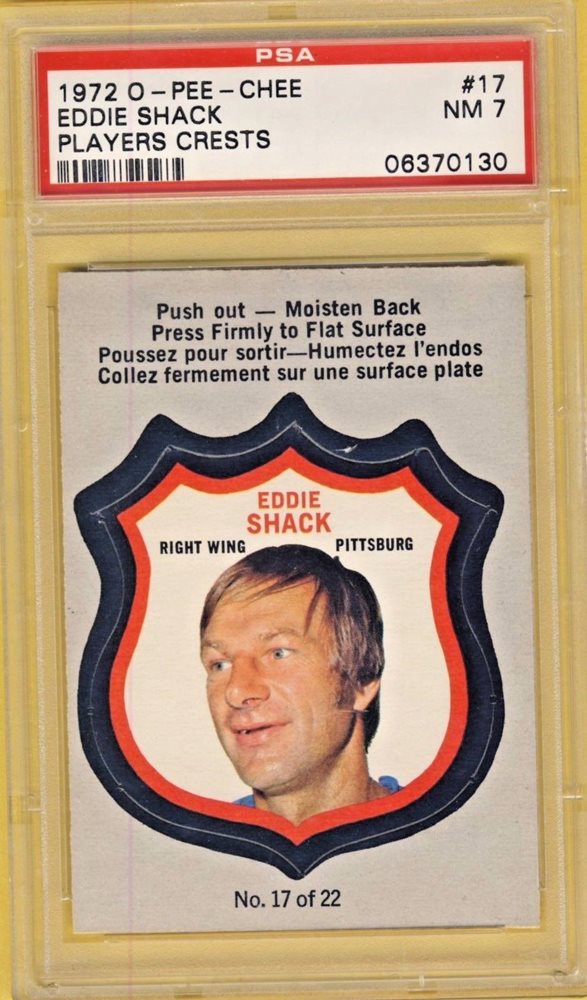 PSA
1972 O-PEE-CHEE #17
EDDIE SHACK NM 7
PLAYERS CRESTS
06370130
Push out — Moisten Back
Press Firmly to Flat Surface
Poussez pour sortir—Humectez l'endos
Collez fermement sur une surface plate
EDDIE
SHACK
RIGHT WING PITTSBURG
No. 17 of 22